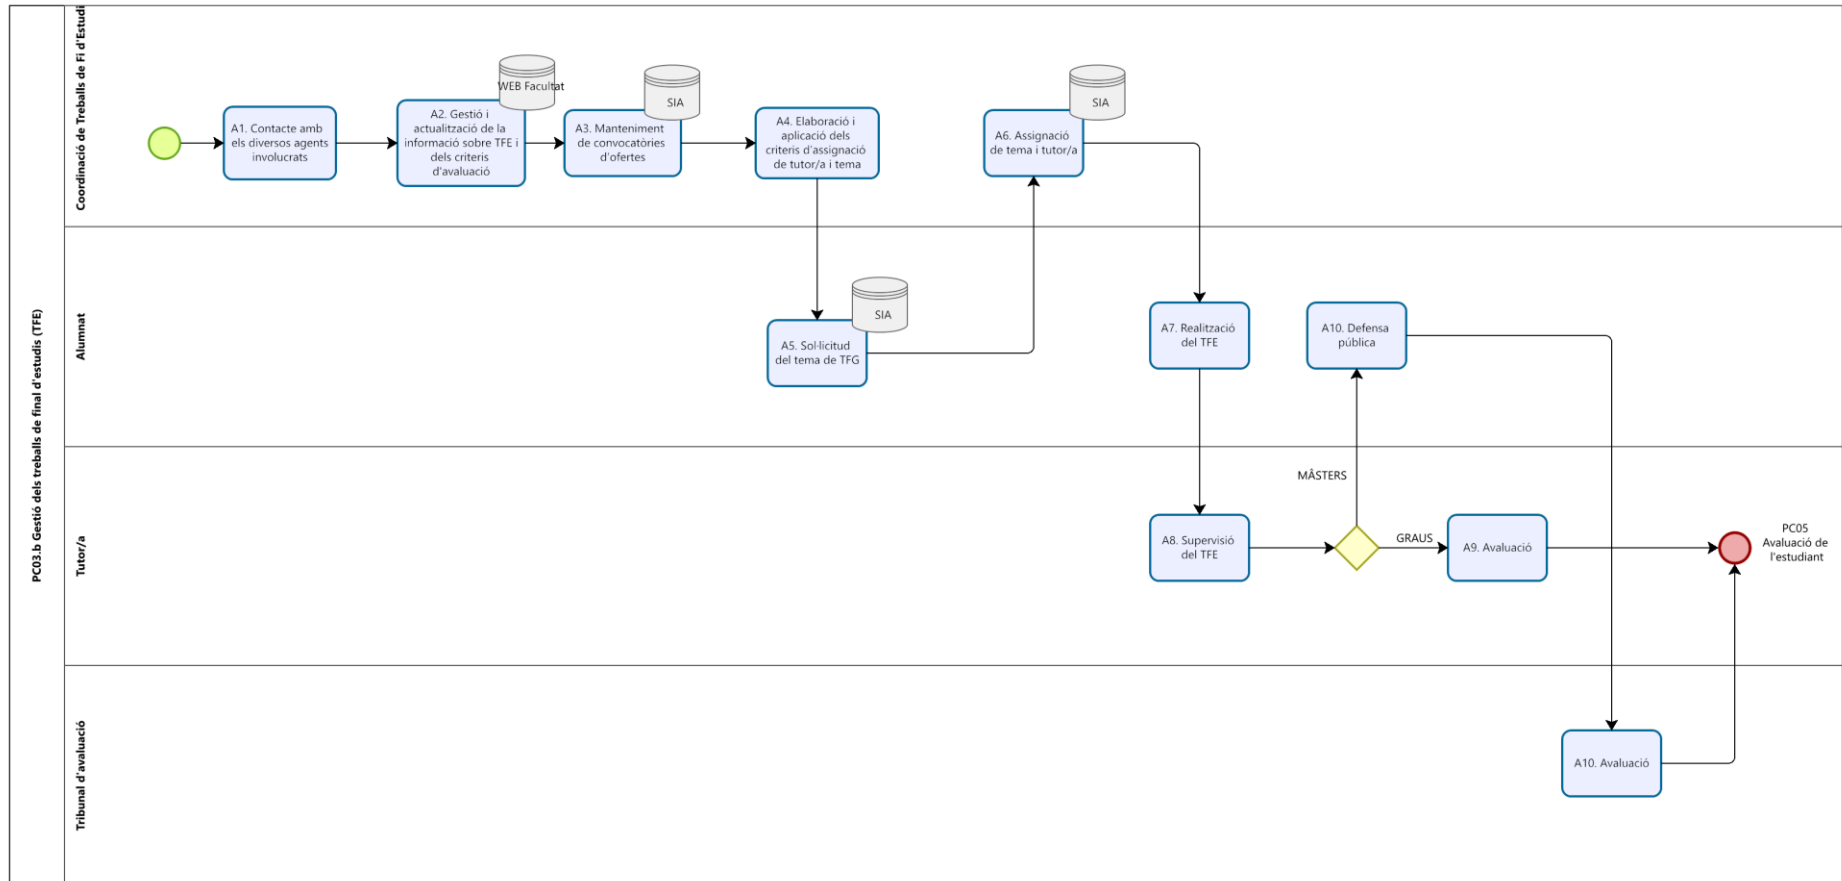 PC03.b Gestió dels treballs de final d'estudis (TFE)
Coordinació de Treballs de Fi d'Estudi
A1. Contacte amb
els diversos agents
involucrats
A2. Gestió i
actualització de la
informació sobre TFE i
dels criteris
d'avaluació
WEB Facultat
A3. Manteniment
de convocatòries
d'ofertes
SIA
A4. Elaboració i
aplicació dels
criteris d'assignació
de tutor/a i tema
A6. Assignació
de tema i tutor/a
SIA
Alumnat
A5. Sol·licitud
del tema de TFG
SIA
A7. Realització
del TFE
A10. Defensa
pública
Tutor/a
A8. Supervisió
del TFE
MÀSTERS
GRAUS
A9. Avaluació
PC05
Avaluació de
l'estudiant
Tribunal d'avaluació
A10. Avaluació